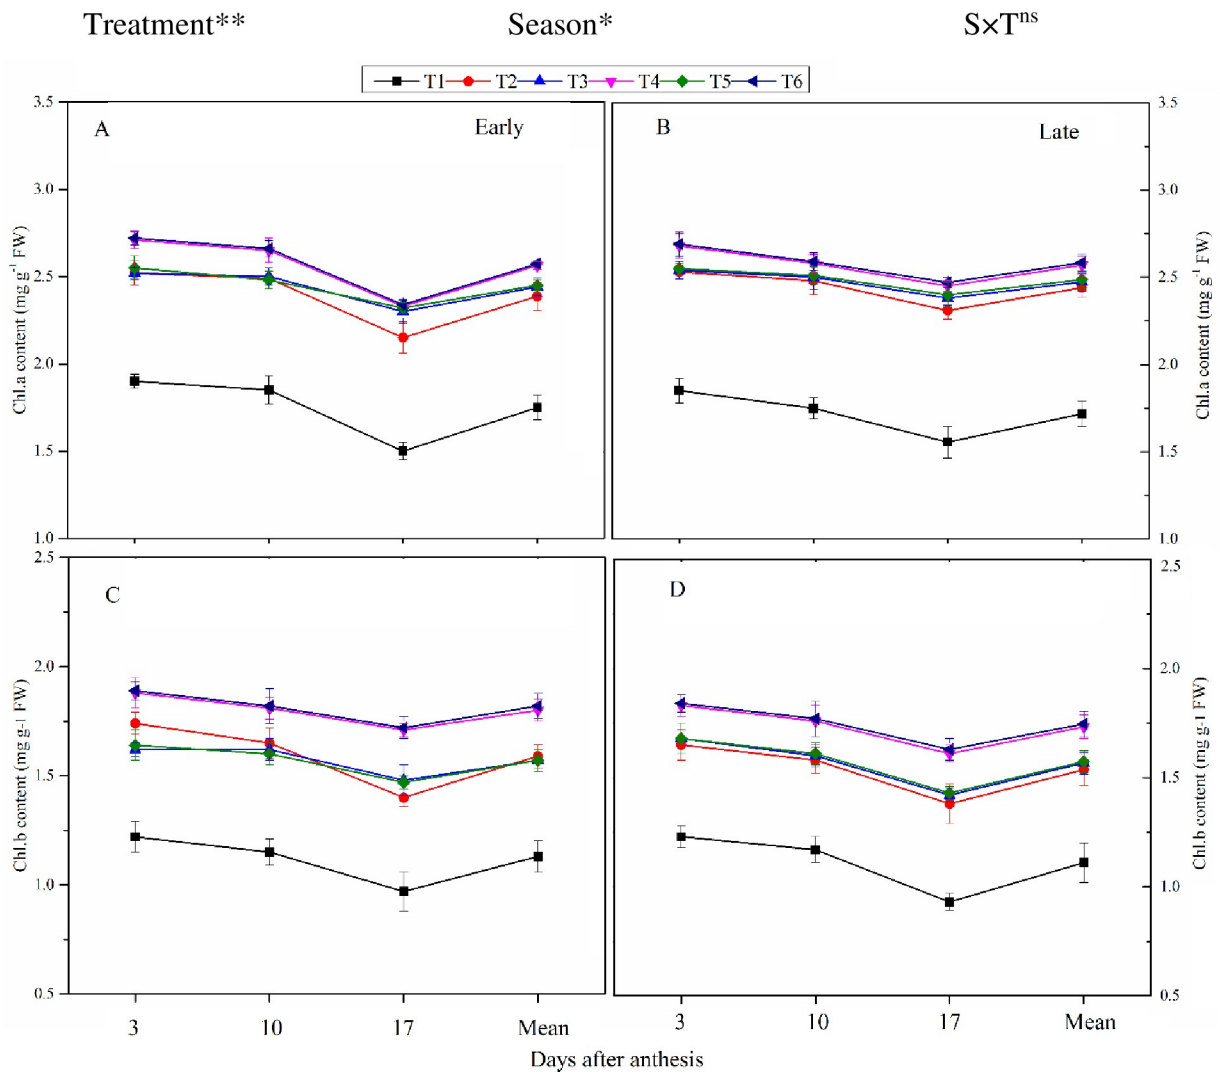 Treatment** Season* S×Tⁿˢ
T1 T2 T3 T4 T5 T6
A Early
B Late
3.5
3.0
2.5
2.0
1.5
1.0
Chl.a content (mg g⁻¹ FW)
3.5
3.0
2.5
2.0
1.5
1.0
Chl.a content (mg g⁻¹ FW)
C
D
2.5
2.0
1.5
1.0
0.5
Chl.b content (mg g-1 FW)
2.5
2.0
1.5
1.0
0.5
Chl.b content (mg g-1 FW)
3 10 17 Mean
3 10 17 Mean
Days after anthesis